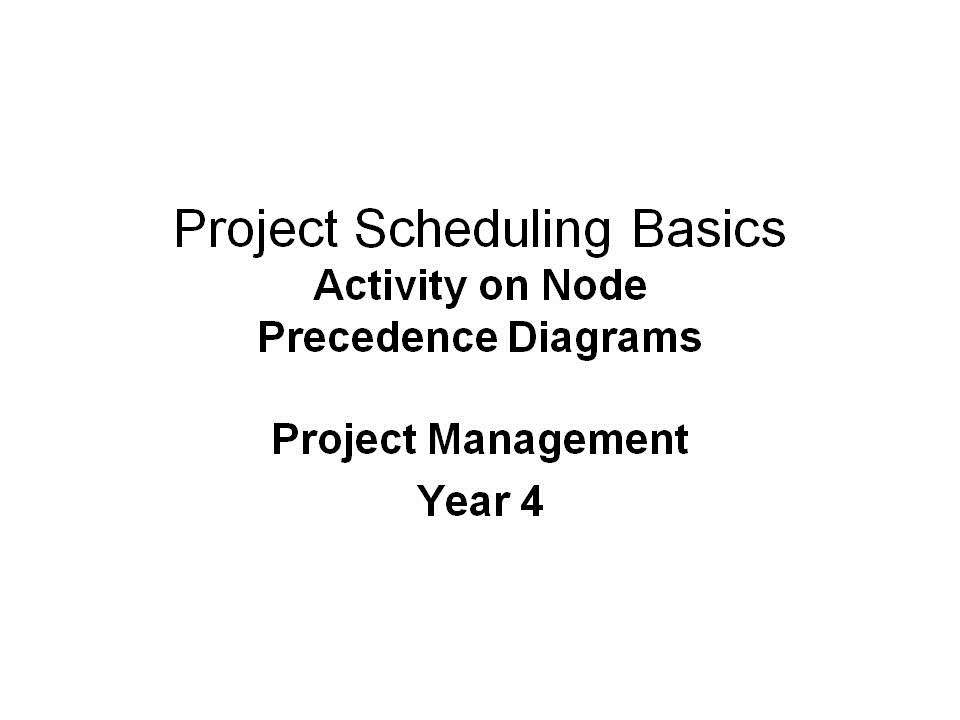 Project Scheduling Basics
Activity on Node
Precedence Diagrams
Project Management
Year 4